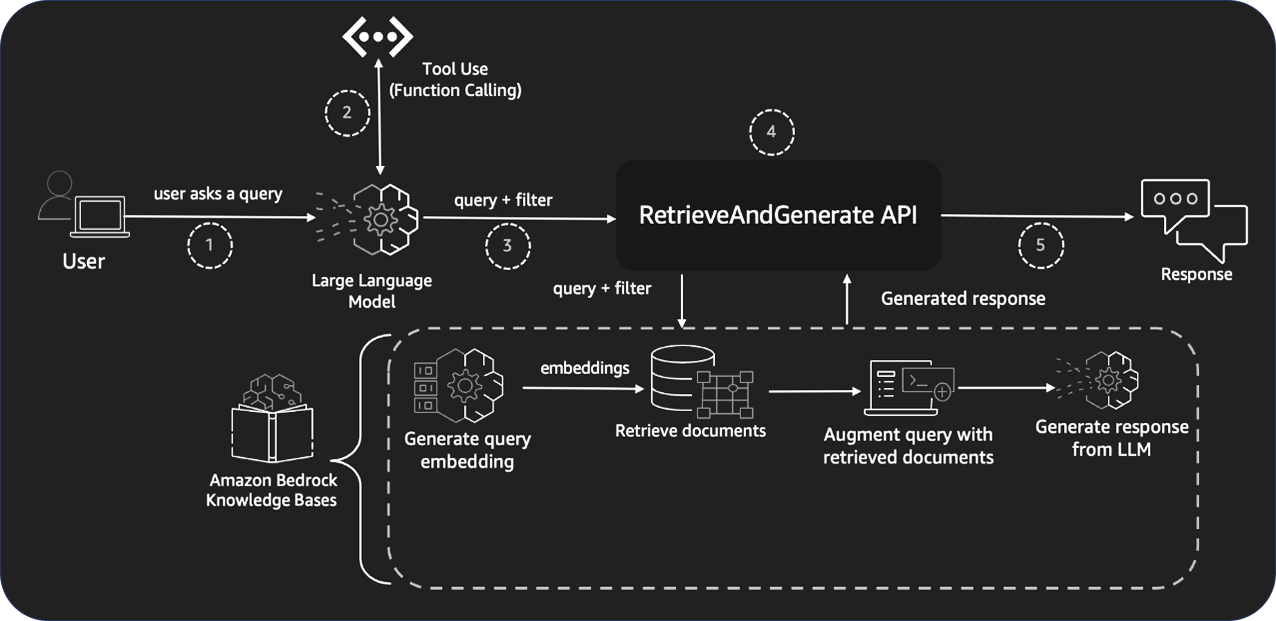 Tool Use
(Function Calling)
2
4
user asks a query
1
User
Large Language
Model
query + filter
3
RetrieveAndGenerate API
5
Response
query + filter
Generated response
Amazon Bedrock
Knowledge Bases
Generate query
embedding
embeddings
Retrieve documents
Augment query with
retrieved documents
Generate response
from LLM